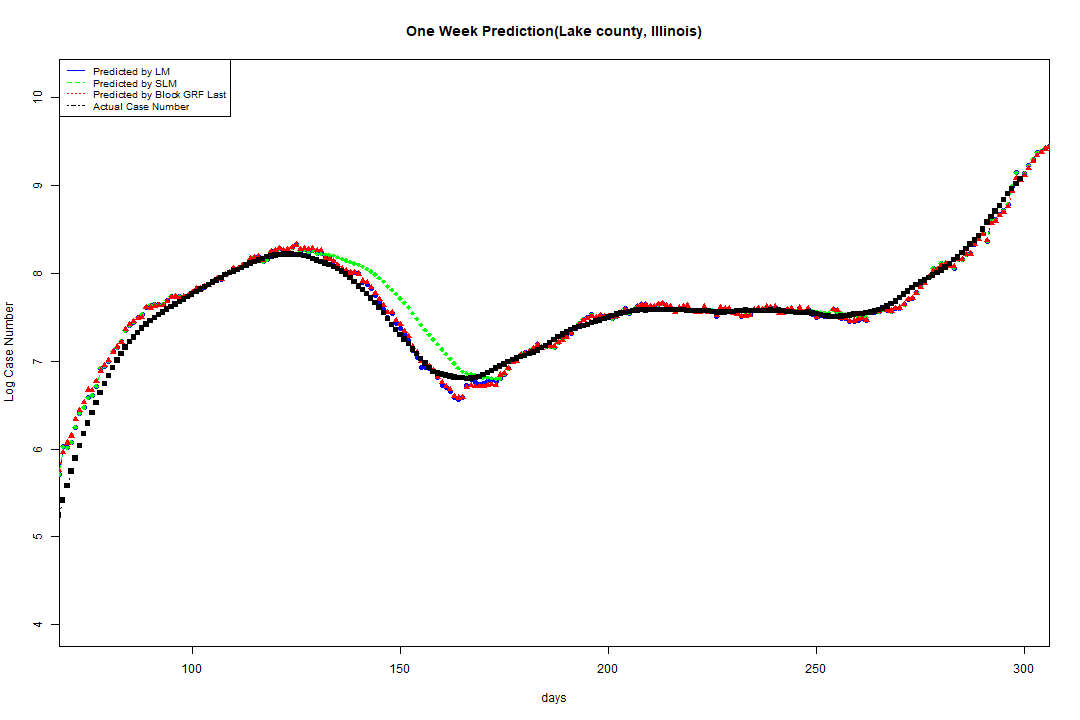 One Week Prediction(Lake county, Illinois)
Predicted by LM
Predicted by SLM
Predicted by Block GRF Last
Actual Case Number
10
9
8
7
6
5
4
Log Case Number
100 150 200 250 300
days